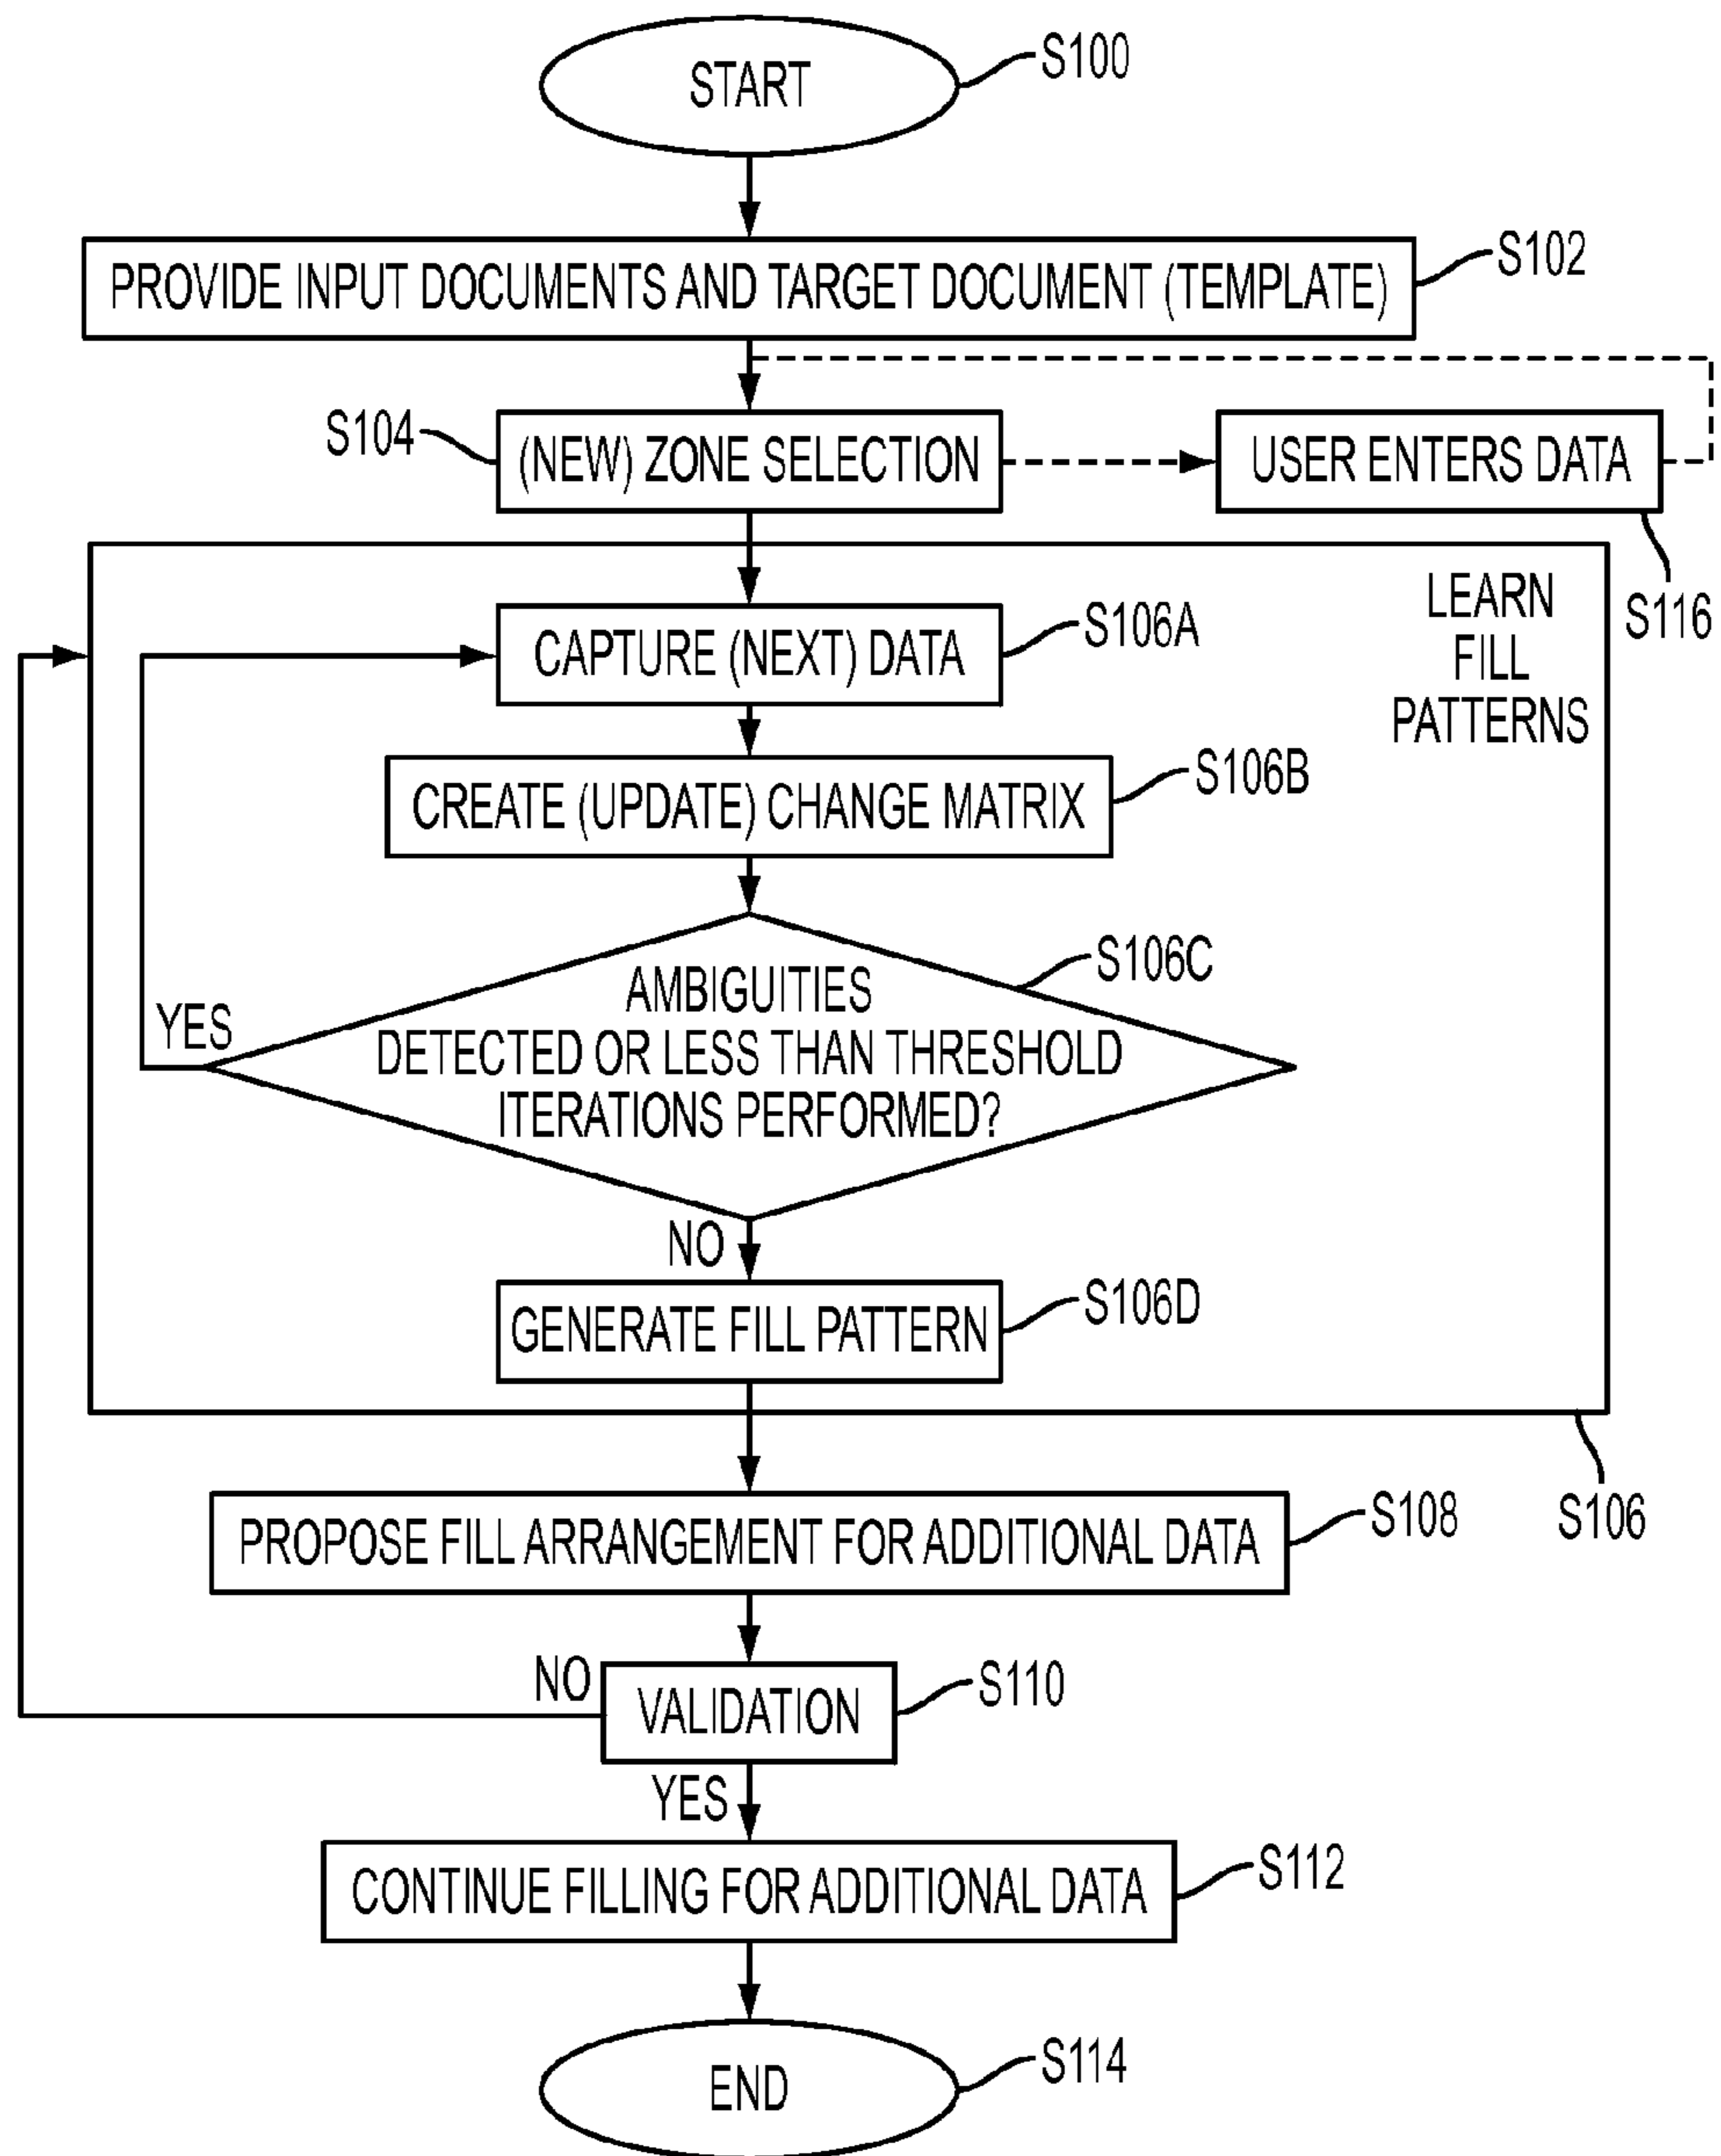 START
S100
PROVIDE INPUT DOCUMENTS AND TARGET DOCUMENT (TEMPLATE)
S102
S104
(NEW) ZONE SELECTION
USER ENTERS DATA
S116
LEARN
FILL
PATTERNS
CAPTURE (NEXT) DATA
S106A
CREATE (UPDATE) CHANGE MATRIX
S106B
AMBIGUITIES
DETECTED OR LESS THAN THRESHOLD
ITERATIONS PERFORMED?
S106C
YES
NO
GENERATE FILL PATTERN
S106D
S106
PROPOSE FILL ARRANGEMENT FOR ADDITIONAL DATA
S108
NO
VALIDATION
S110
YES
CONTINUE FILLING FOR ADDITIONAL DATA
S112
END
S114